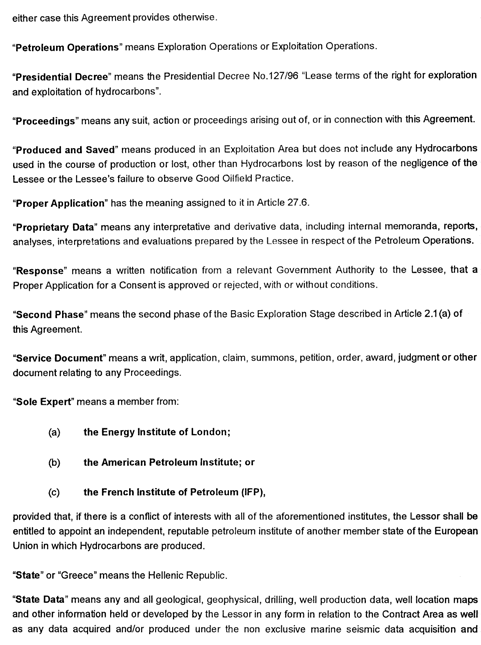 either case this Agreement provides otherwise.
"Petroleum Operations" means Exploration Operations or Exploitation Operations.
"Presidential Decree" means the Presidential Decree No.127/96 "Lease terms of the right for exploration
and exploitation of hydrocarbons".
"Proceedings" means any suit, action or proceedings arising out of, or in connection with this Agreement.
"Produced and Saved" means produced in an Exploitation Area but does not include any Hydrocarbons
used in the course of production or lost, other than Hydrocarbons lost by reason of the negligence of the
Lessee or the Lessee's failure to observe Good Oilfield Practice.
"Proper Application" has the meaning assigned to it in Article 27.6.
"Proprietary Data" means any interpretive and derivative data, including internal memoranda, reports,
analyses, interpretations and evaluations prepared by the Lessee in respect of the Petroleum Operations.
"Response" means a written notification from a relevant Government Authority to the Lessee, that a
Proper Application for a Consent is approved or rejected, with or without conditions.
"Second Phase" means the second phase of the Basic Exploration Stage described in Article 2.1(a) of
this Agreement.
"Service Document" means a writ, application, claim, summons, petition, order, award, judgment or other
document relating to any Proceedings.
"Sole Expert" means a member from:
(a) the Energy Institute of London;
(b) the American Petroleum Institute; or
(c) the French Institute of Petroleum (IFP),
provided that, if there is a conflict of interests with all of the aforementioned institutes, the Lessor shall be
entitled to appoint an independent, reputable petroleum institute of another member state of the European
Union in which Hydrocarbons are produced.
"State" or "Greece" means the Hellenic Republic.
"State Data" means any and all geological, geophysical, drilling, well production data, well location maps
and other information held or developed by the Lessor in any form in relation to the Contract Area as well
as any data acquired and/or produced under the non exclusive marine seismic data acquisition and